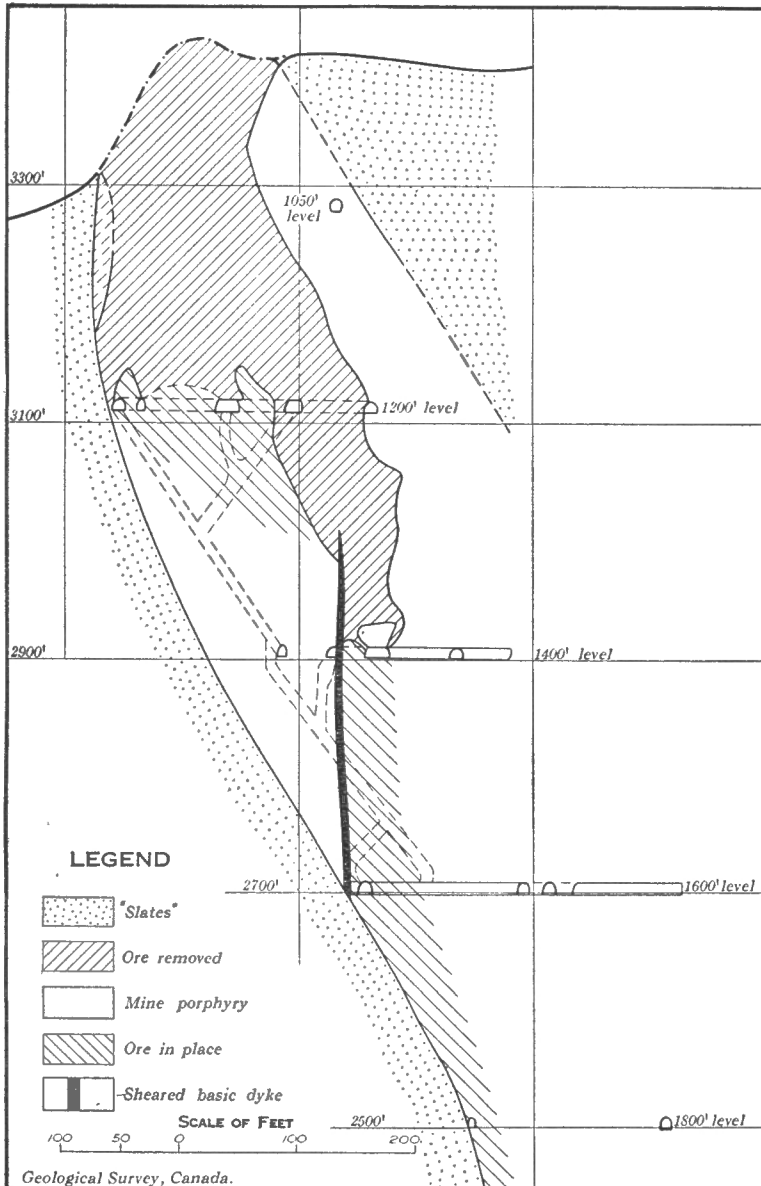 3300'
1050'
level
1200' level
3100'
2900'
1400' level
LEGEND
2700'
1600' level
"Slates"
Ore removed
Mine porphyry
Ore in place
Sheared basic dyke
SCALE OF FEET
2500'
1800' level
100 50 0 100 200
Geological Survey, Canada.